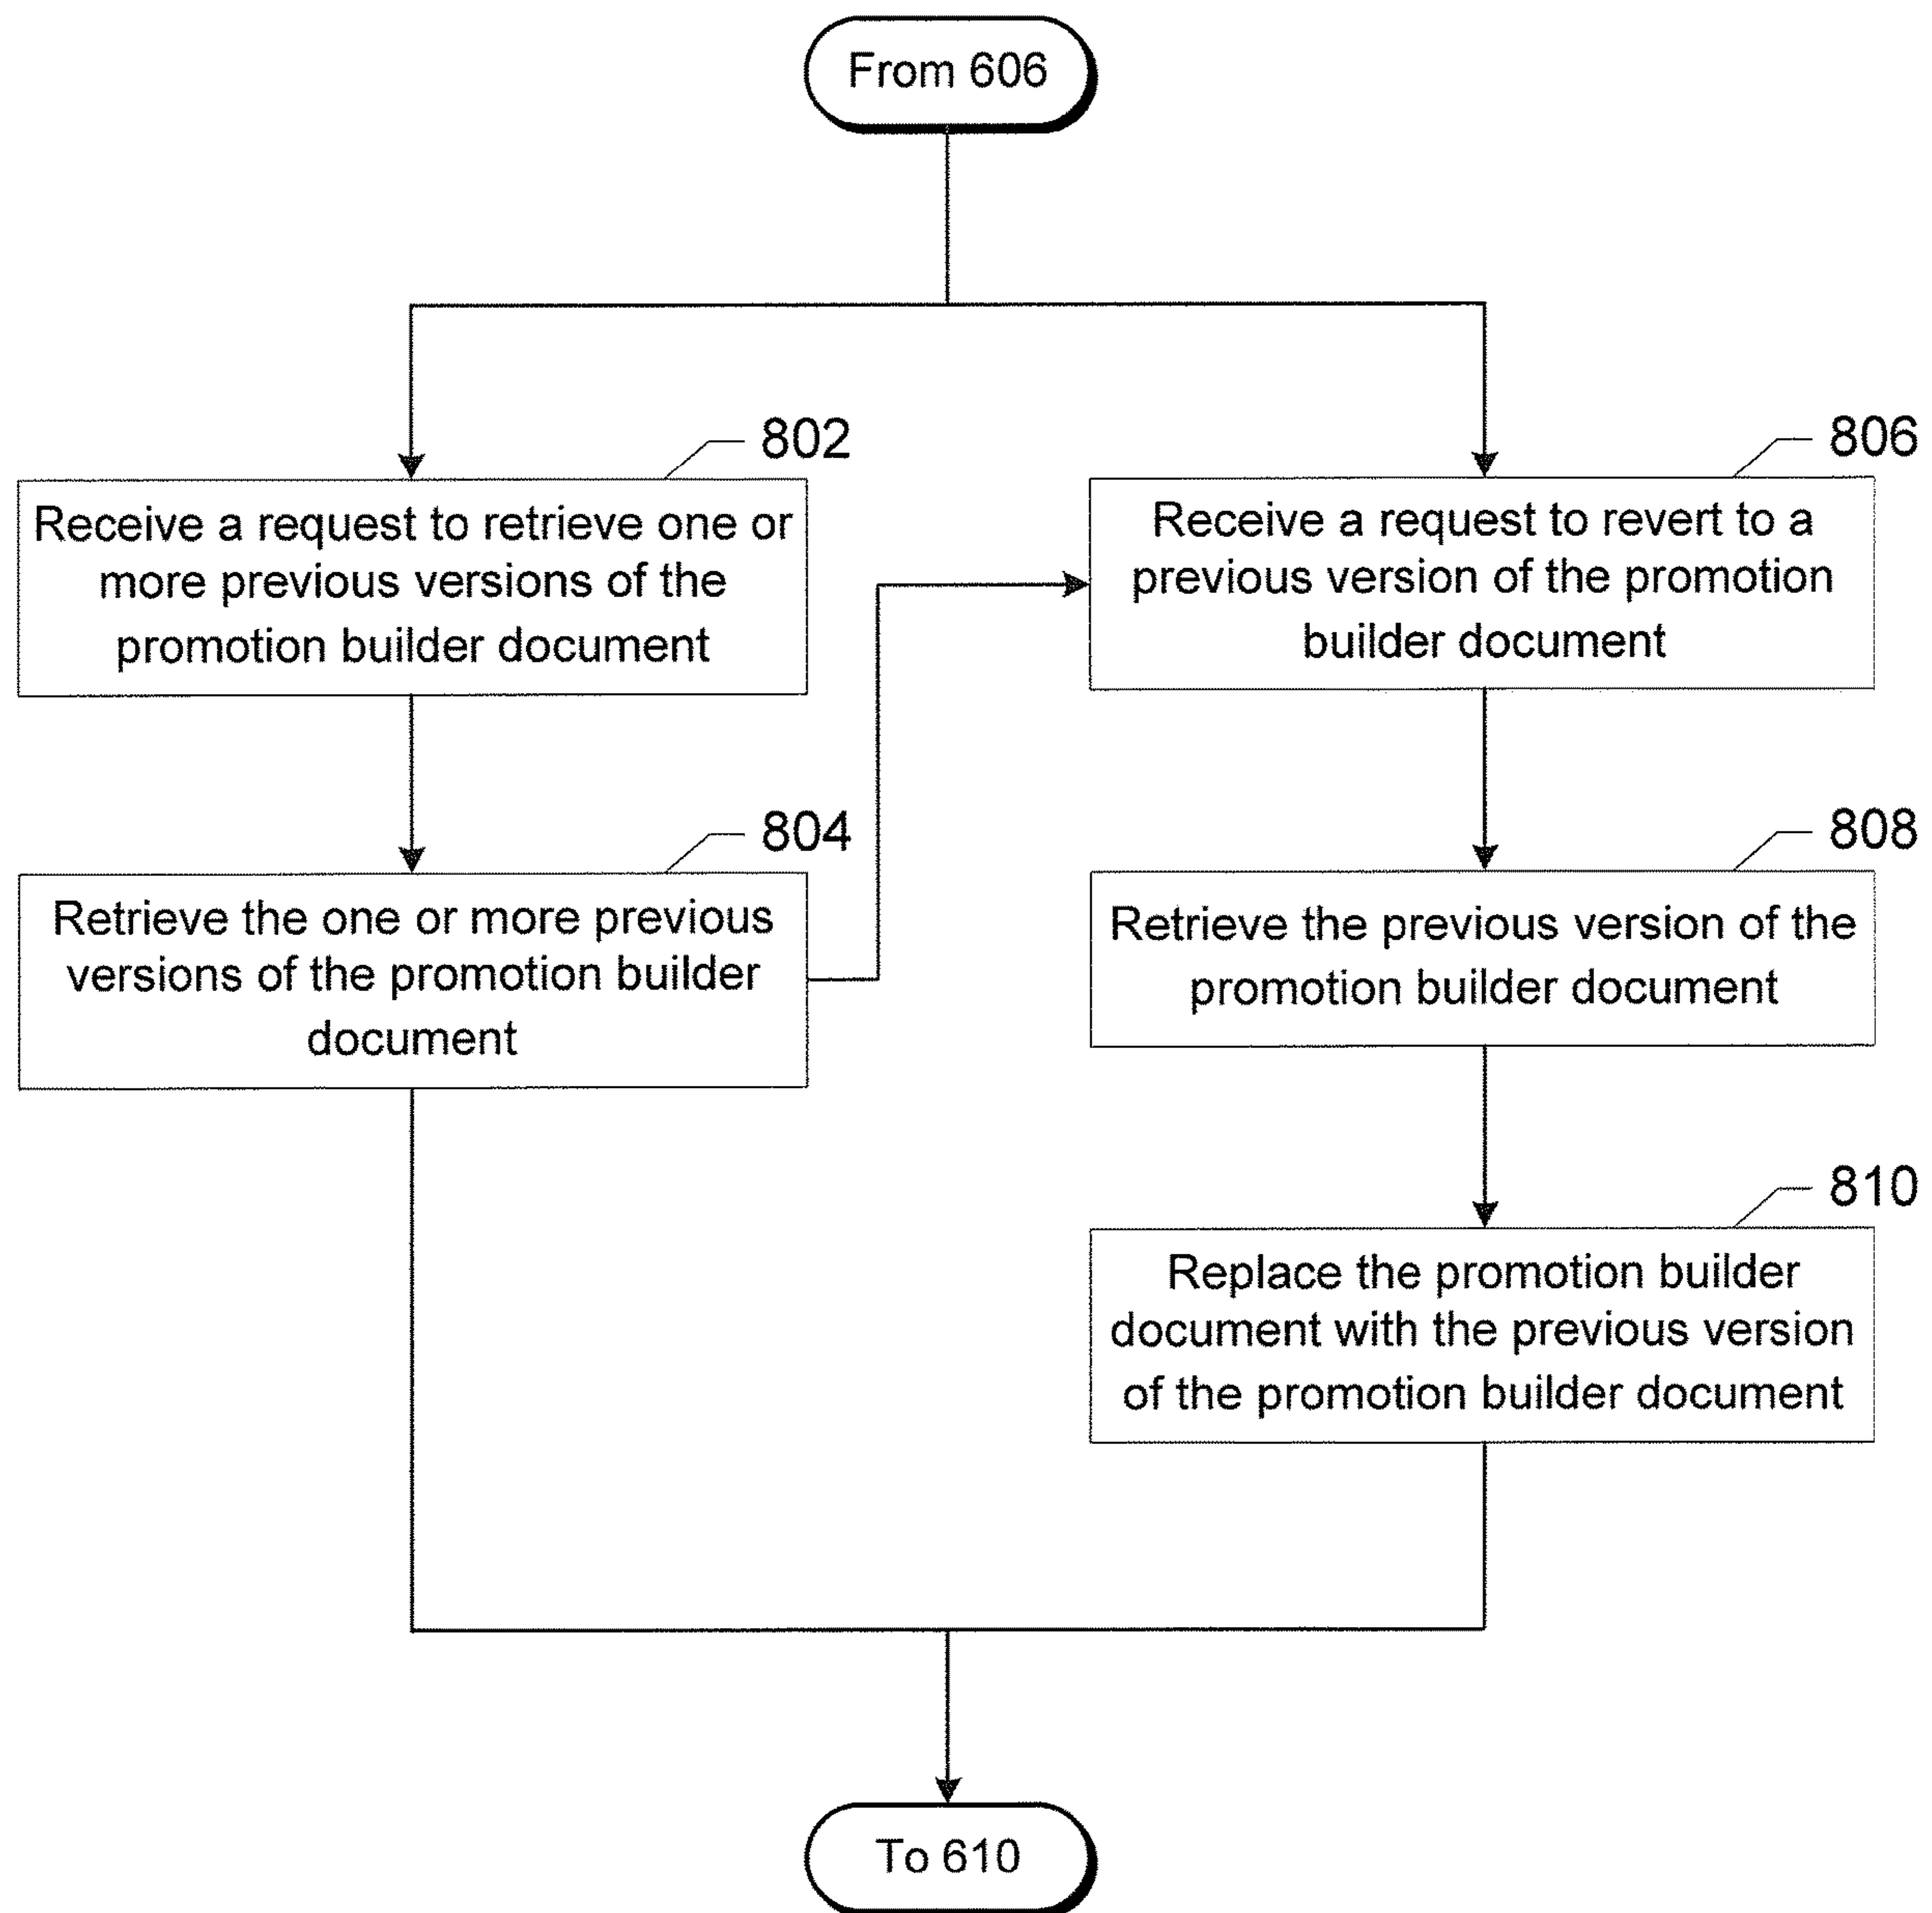 From 606
802
Receive a request to retrieve one or
more previous versions of the
promotion builder document
804
Retrieve the one or more previous
versions of the promotion builder
document
806
Receive a request to revert to a
previous version of the promotion
builder document
808
Retrieve the previous version of the
promotion builder document
810
Replace the promotion builder
document with the previous version
of the promotion builder document
To 610